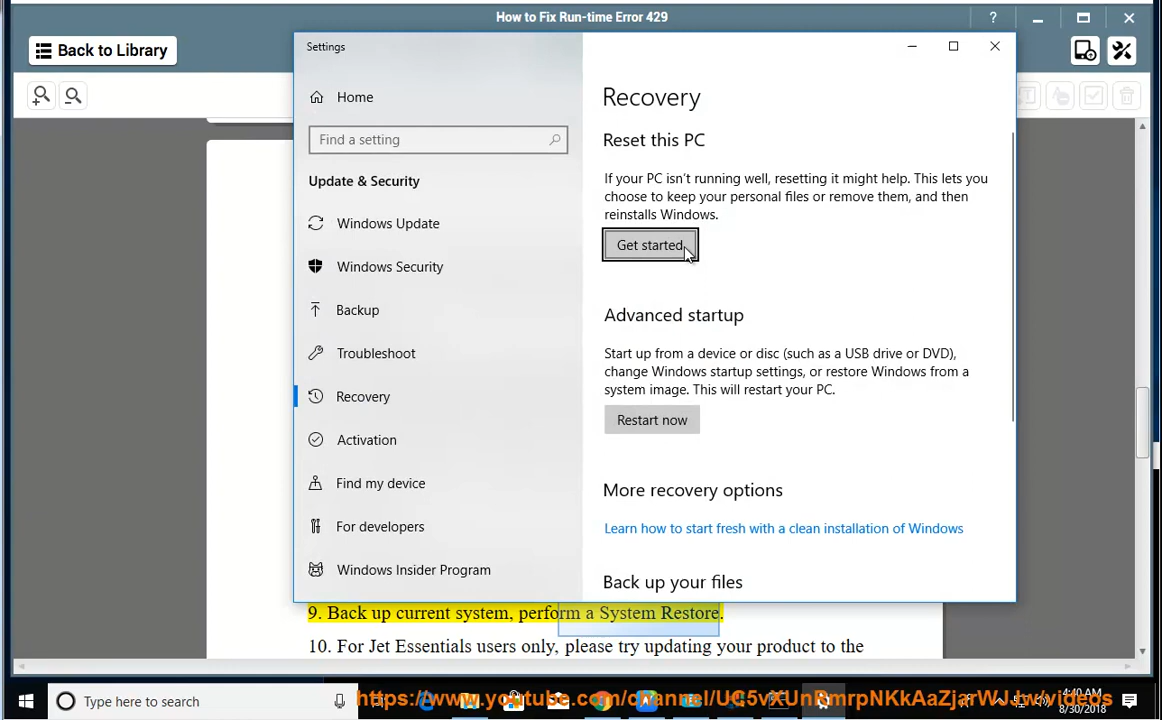 How to Fix Run-time Error 429
?
Back to Library
Settings
Home
Find a setting
Update & Security
Windows Update
Windows Security
Backup
Troubleshoot
Recovery
Activation
Find my device
For developers
Windows Insider Program
Recovery
Reset this PC
If your PC isn't running well, resetting it might help. This lets you
choose to keep your personal files or remove them, and then
reinstalls Windows.
Get started
Advanced startup
Start up from a device or disc (such as a USB drive or DVD),
change Windows startup settings, or restore Windows from a
system image. This will restart your PC.
Restart now
More recovery options
Learn how to start fresh with a clean installation of Windows
Back up your files
9. Back up current system, perform a System Restore.
10. For Jet Essentials users only, please try updating your product to the
Type here to search
4:40 AM
8/30/2018